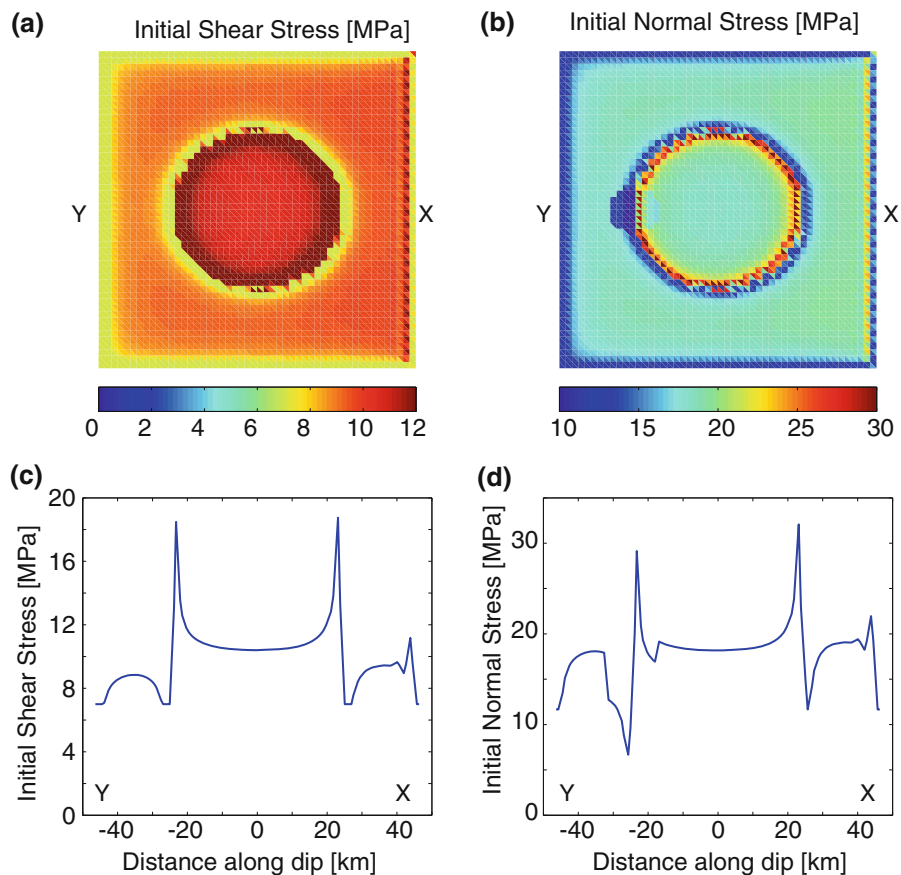 (a) Initial Shear Stress [MPa]
Y X
0 2 4 6 8 10 12
(b) Initial Normal Stress [MPa]
Y X
10 15 20 25 30
(c)
Initial Shear Stress [MPa]
20
16
12
8
4
0
Y X
-40 -20 0 20 40
Distance along dip [km]
(d)
Initial Normal Stress [MPa]
30
20
10
0
Y X
-40 -20 0 20 40
Distance along dip [km]